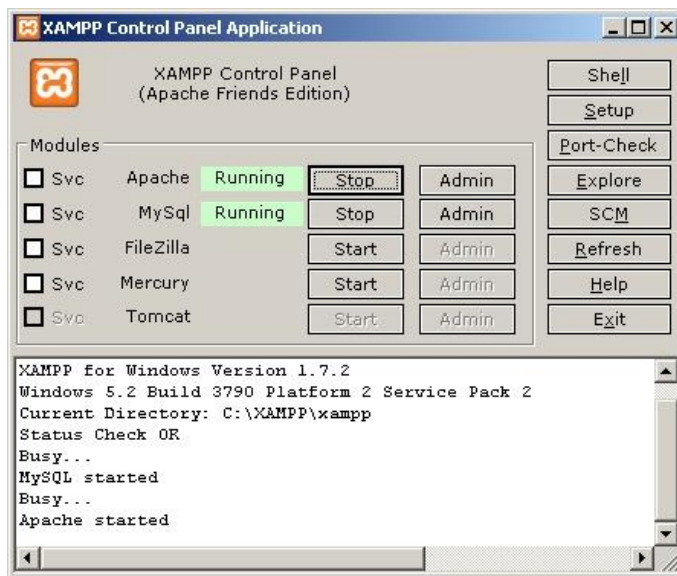 XAMPP Control Panel Application
XAMPP Control Panel
(Apache Friends Edition)
Shell
Setup
Port-Check
Explore
SCM
Refresh
Help
Exit
Modules
Svc Apache Running Stop Admin
Svc MySql Running Stop Admin
Svc FileZilla Start Admin
Svc Mercury Start Admin
Svc Tomcat Start Admin
XAMPP for Windows Version 1.7.2
Windows 5.2 Build 3790 Platform 2 Service Pack 2
Current Directory: C:\XAMPP\xampp
Status Check OK
Busy...
MySQL started
Busy...
Apache started